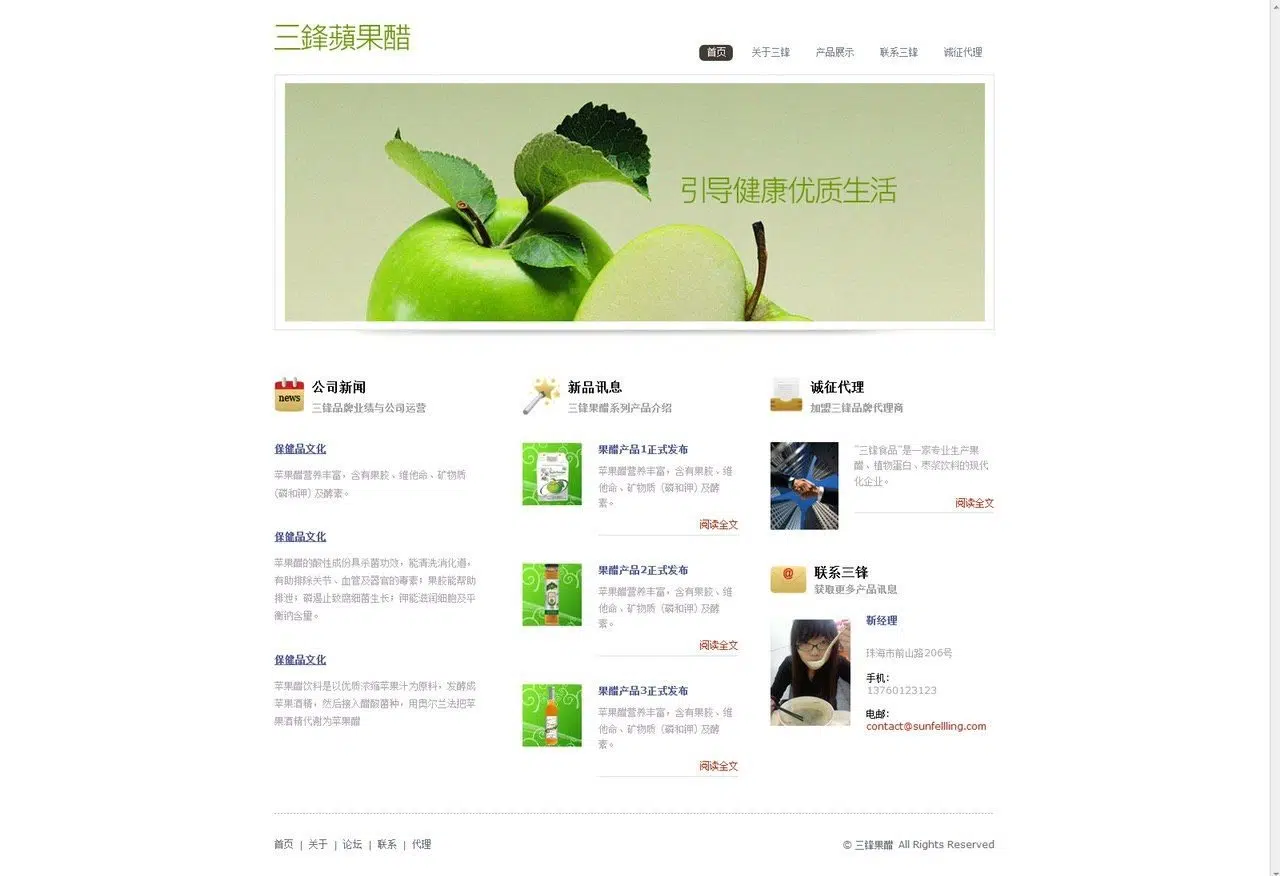 三鋒蘋果醋
首页 关于三锋 产品展示 联系三锋 诚征代理
引导健康优质生活
news
公司新闻
三锋品牌业绩与公司运营
保健品文化
苹果醋营养丰富，含有果胶、维他命、矿物质
(磷和钾) 及酵素。
保健品文化
苹果醋的酸性成份具杀菌功效，能清洗消化道，
有助排除关节、血管及器官的毒素；果胶能帮助
排泄；磷遏止致腐细菌生长；钾能滋润细胞及平
衡钠含量。
保健品文化
苹果醋饮料是以优质浓缩苹果汁为原料，发酵成
苹果酒精，然后接入醋酸菌种，用奥尔兰法把苹
果酒精代谢为苹果醋
新品讯息
三锋果醋系列产品介绍
果醋产品1正式发布
苹果醋营养丰富，含有果胶、维
他命、矿物质 (磷和钾) 及酵
素。
阅读全文
果醋产品2正式发布
苹果醋营养丰富，含有果胶、维
他命、矿物质 (磷和钾) 及酵
素。
阅读全文
果醋产品3正式发布
苹果醋营养丰富，含有果胶、维
他命、矿物质 (磷和钾) 及酵
素。
阅读全文
诚征代理
加盟三锋品牌代理商
"三锋食品"是一家专业生产果
醋、植物蛋白、枣浆饮料的现代
化企业。
阅读全文
@
联系三锋
获取更多产品讯息
靳经理
珠海市前山路206号
手机：
13760123123
电邮：
contact@sunfellling.com
首页 | 关于 | 论坛 | 联系 | 代理
© 三锋果醋 All Rights Reserved